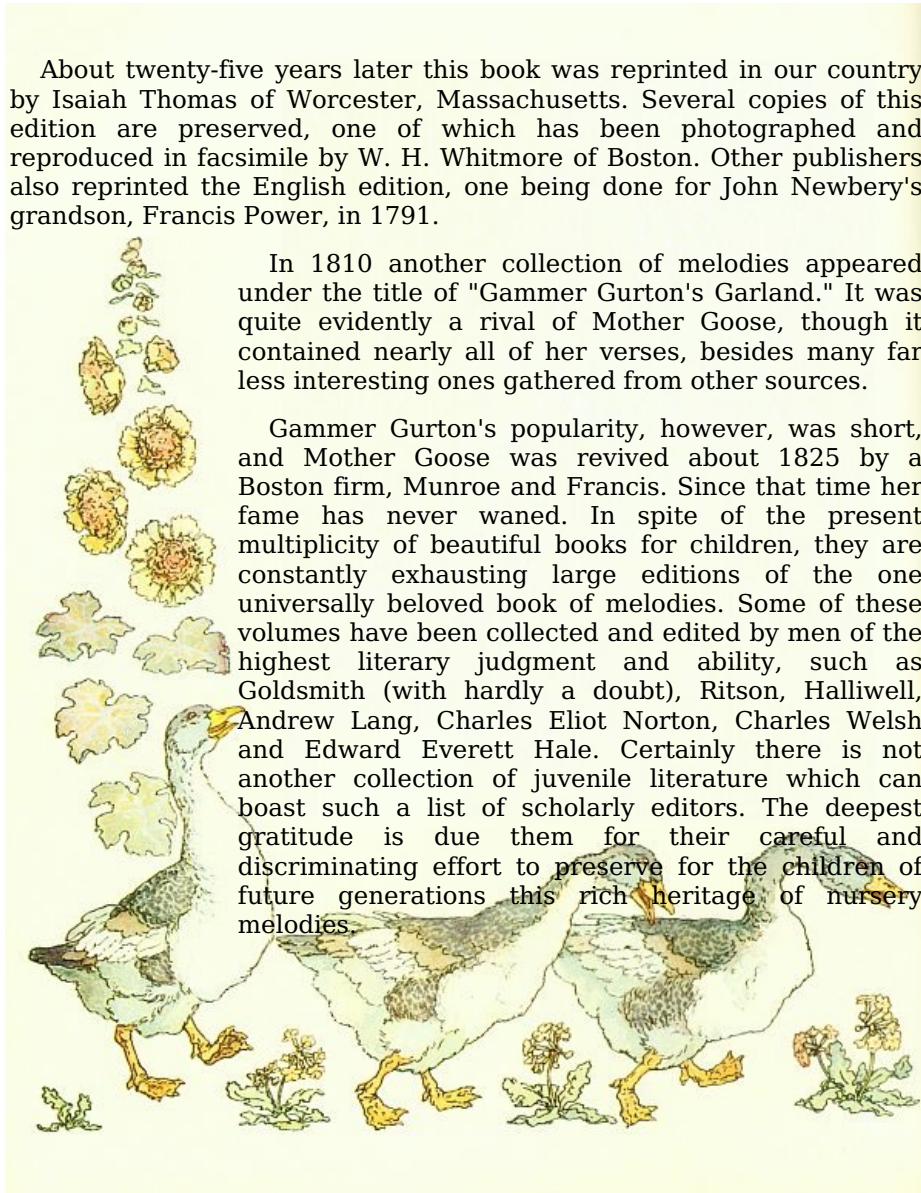 About twenty-five years later this book was reprinted in our country
by Isaiah Thomas of Worcester, Massachusetts. Several copies of this
edition are preserved, one of which has been photographed and
reproduced in facsimile by W. H. Whitmore of Boston. Other publishers
also reprinted the English edition, one being done for John Newbery's
grandson, Francis Power, in 1791.
In 1810 another collection of melodies appeared
under the title of "Gammer Gurton's Garland." It was
quite evidently a rival of Mother Goose, though it
contained nearly all of her verses, besides many far
less interesting ones gathered from other sources.
Gammer Gurton's popularity, however, was short,
and Mother Goose was revived about 1825 by a
Boston firm, Munroe and Francis. Since that time her
fame has never waned. In spite of the present
multiplicity of beautiful books for children, they are
constantly exhausting large editions of the one
universally beloved book of melodies. Some of these
volumes have been collected and edited by men of the
highest literary judgment and ability, such as
Goldsmith (with hardly a doubt), Ritson, Halliwell,
Andrew Lang, Charles Eliot Norton, Charles Welsh
and Edward Everett Hale. Certainly there is not
another collection of juvenile literature which can
boast such a list of scholarly editors. The deepest
gratitude is due them for their careful and
discriminating effort to preserve for the children of
future generations this rich heritage of nursery
melodies.